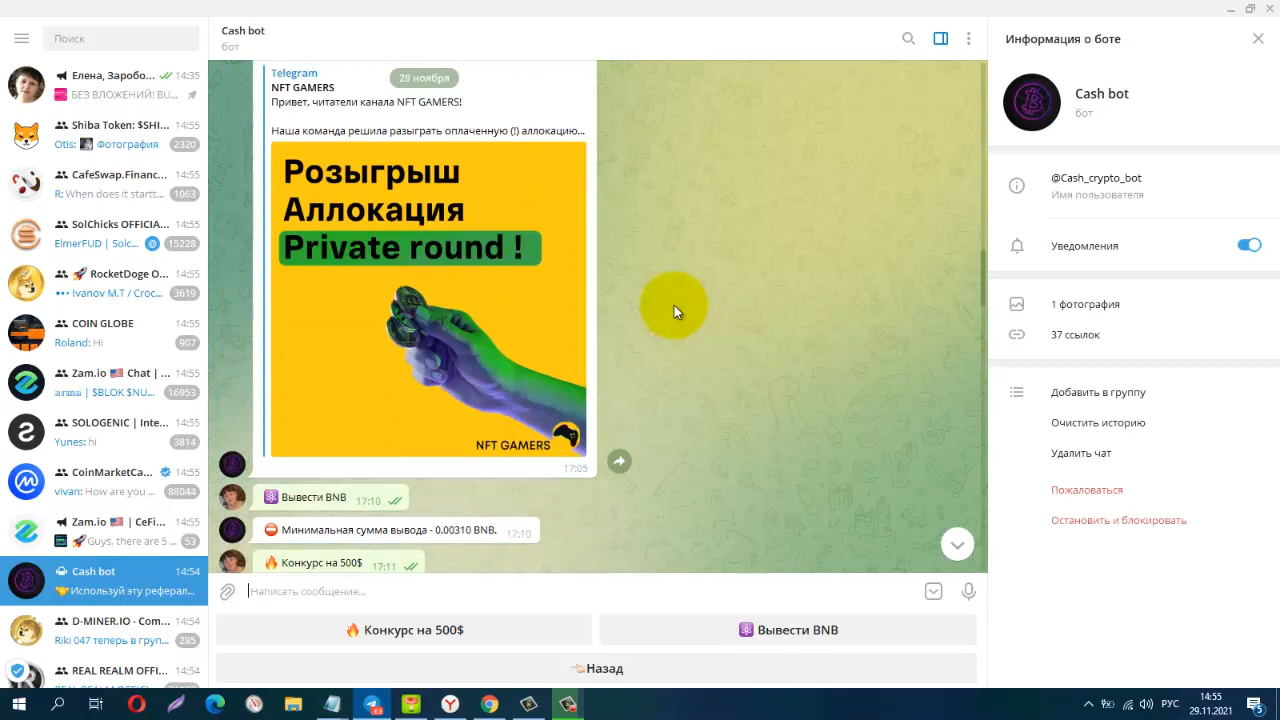 Поиск
Елена, Заробо... 14:35
БЕЗ ВЛОЖЕНИЙ! BU...
Shiba Token: $SHI... 14:55
Otis: Фотография 2320
CafeSwap.Financ... 14:55
R: When does it startt... 1063
SolChicks OFFICIA... 14:55
ElmerFUD | Solc... @ 15228
RocketDoge O... 14:55
Ivanov M.T / Croc... 3619
COIN GLOBE 14:55
Roland: Hi 907
Zam.io Chat | ... 14:55
arma | $BLOK $NU... 16953
SOLOGENIC | Inte... 14:55
Yunes: hi 3814
CoinMarketCa... 14:55
vivan: How are you ... 88044
Zam.io | CeFi... 14:55
Guys, there are 5 ... 53
Cash bot 14:54
Используй эту реферал...
D-MINER.IO - Com... 14:54
Riki 047 теперь в груп... 285
REAL REALM OFFI... 14:54
Cash bot
бот
28 ноября
Telegram
NFT GAMERS
Привет, читатели канала NFT GAMERS!
Наша команда решила разыграть оплаченную (!) аллокацию...
Розыгрыш
Аллокация
Private round !
NFT GAMERS
17:05
Вывести BNB 17:10
Минимальная сумма вывода - 0.00310 BNB. 17:10
Конкурс на 500$ 17:11
Написать сообщение...
Конкурс на 500$
Вывести BNB
Назад
Информация о боте
Cash bot
бот
@Cash_crypto_bot
Имя пользователя
Уведомления
1 фотография
37 ссылок
Добавить в группу
Очистить историю
Удалить чат
Пожаловаться
Остановить и блокировать
РУС
14:55
29.11.2021
5